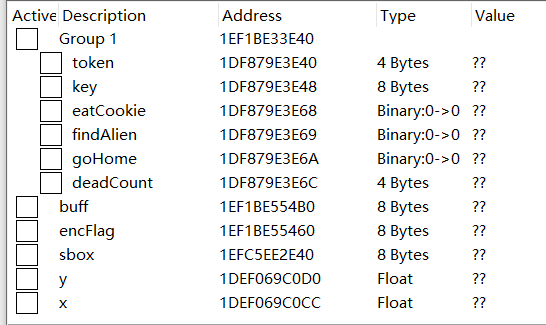 Active Description Address Type Value
Group 1 1EF1BE33E40
token 1DF879E3E40 4 Bytes ??
key 1DF879E3E48 8 Bytes ??
eatCookie 1DF879E3E68 Binary:0->0 ??
findAlien 1DF879E3E69 Binary:0->0 ??
goHome 1DF879E3E6A Binary:0->0 ??
deadCount 1DF879E3E6C 4 Bytes ??
buff 1EF1BE554B0 8 Bytes ??
encFlag 1EF1BE55460 8 Bytes ??
sbox 1EFC5EE2E40 8 Bytes ??
y 1DEF069C0D0 Float ??
x 1DEF069C0CC Float ??